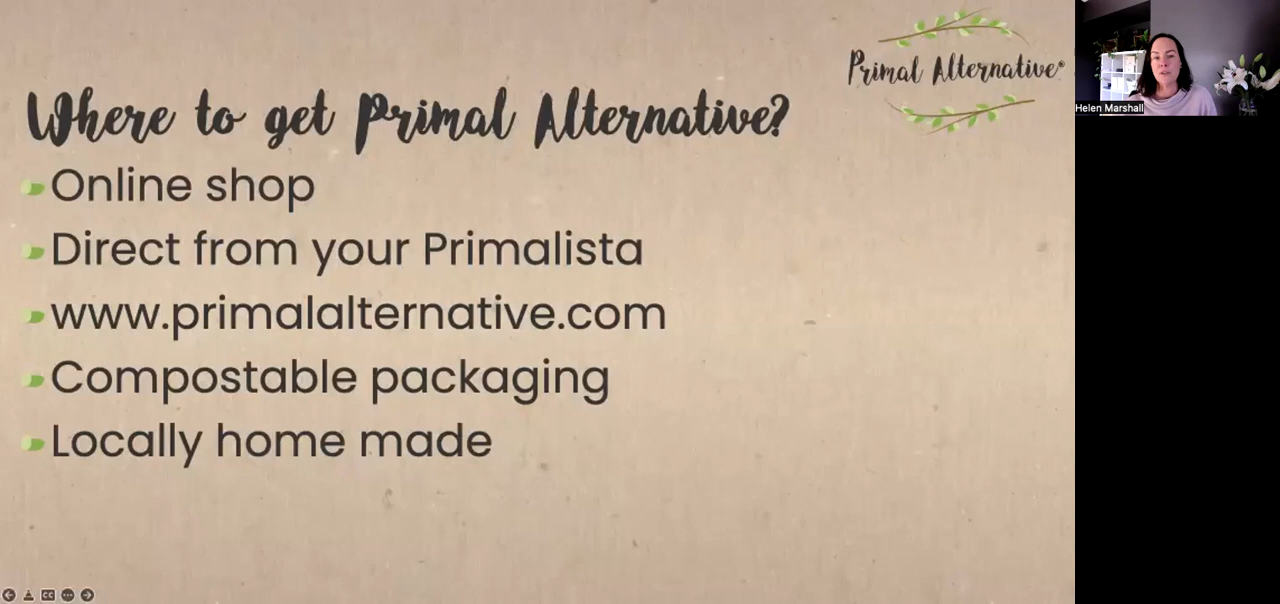 Primal Alternative®
Where to get Primal Alternative?
Online shop
Direct from your Primalista
www.primalalternative.com
Compostable packaging
Locally home made
Helen Marshall
CC